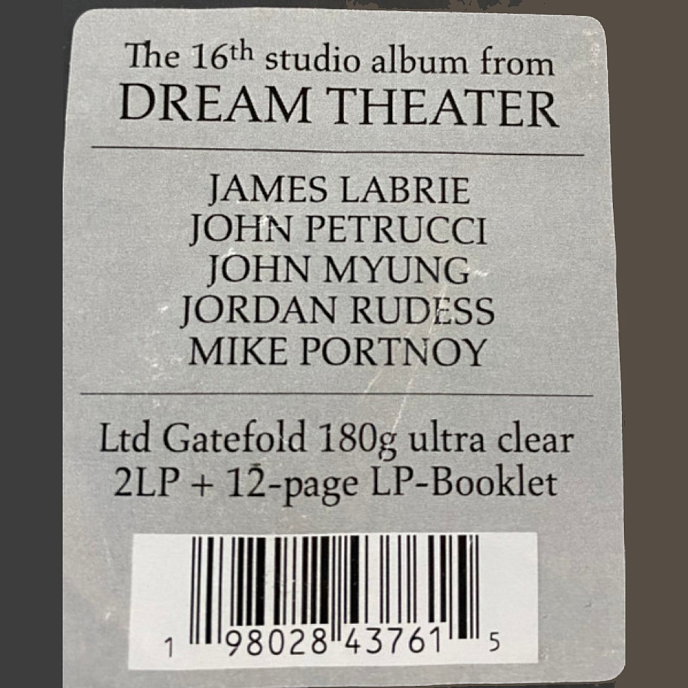 The 16th studio album from
DREAM THEATER
JAMES LABRIE
JOHN PETRUCCI
JOHN MYUNG
JORDAN RUDESS
MIKE PORTNOY
Ltd Gatefold 180g ultra clear
2LP + 12-page LP-Booklet
1 98028 43761 5